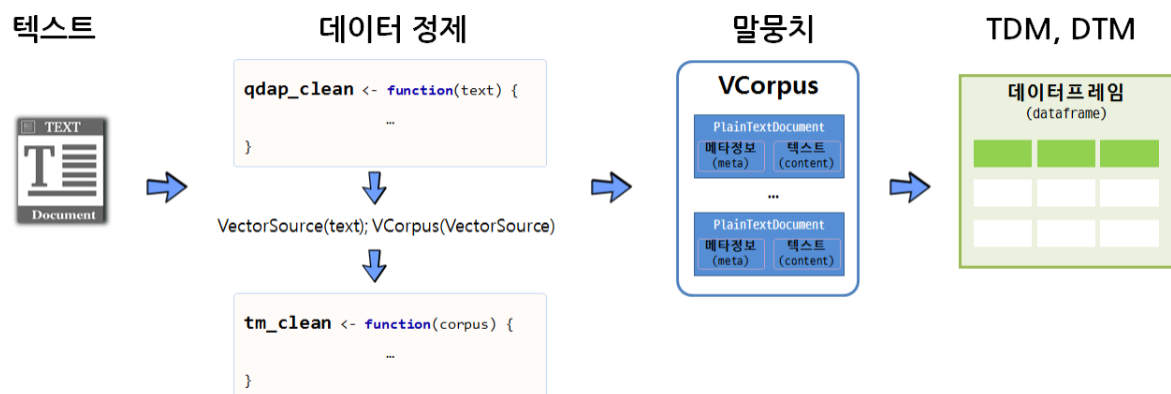 텍스트
데이터 정제
말뭉치
TDM, DTM
TEXT
T
Document
qdap_clean <- function(text) {
…
}
VectorSource(text); VCorpus(VectorSource)
tm_clean <- function(corpus) {
…
}
VCorpus
PlainTextDocument
메타정보 텍스트
(meta) (content)
…
PlainTextDocument
메타정보 텍스트
(meta) (content)
데이터프레임
(dataframe)